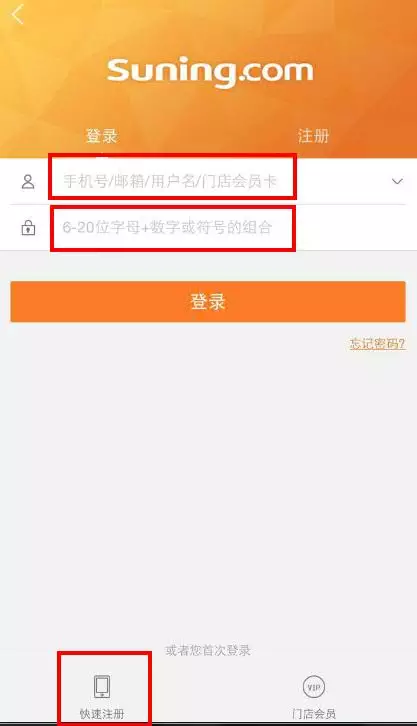 Suning.com
登录 注册
手机号/邮箱/用户名/门店会员卡
6-20位字母+数字或符号的组合
登录
忘记密码?
或者您首次登录
VIP
快速注册 门店会员